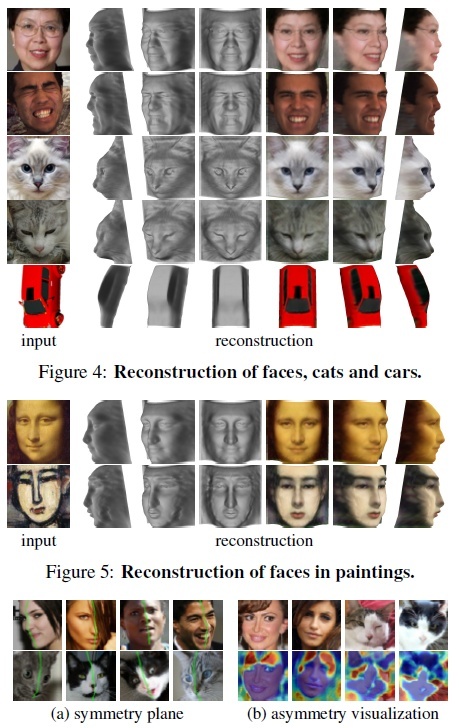 input
reconstruction
Figure 4: Reconstruction of faces, cats and cars.
input
reconstruction
Figure 5: Reconstruction of faces in paintings.
(a) symmetry plane
(b) asymmetry visualization